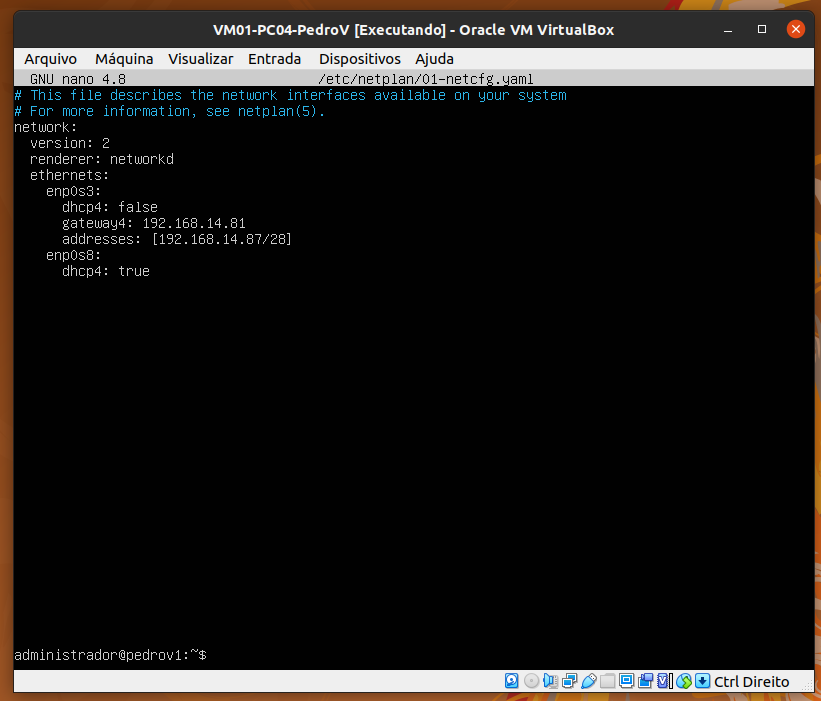 VM01-PC04-PedroV [Executando] - Oracle VM VirtualBox
Arquivo Máquina Visualizar Entrada Dispositivos Ajuda
GNU nano 4.8 /etc/netplan/01-netcfg.yaml
# This file describes the network interfaces available on your system
# For more information, see netplan(5).
network:
  version: 2
  renderer: networkd
  ethernets:
    enp0s3:
      dhcp4: false
      gateway4: 192.168.14.81
      addresses: [192.168.14.87/28]
    enp0s8:
      dhcp4: true
administrador@pedrov1:~$
Ctrl Direito